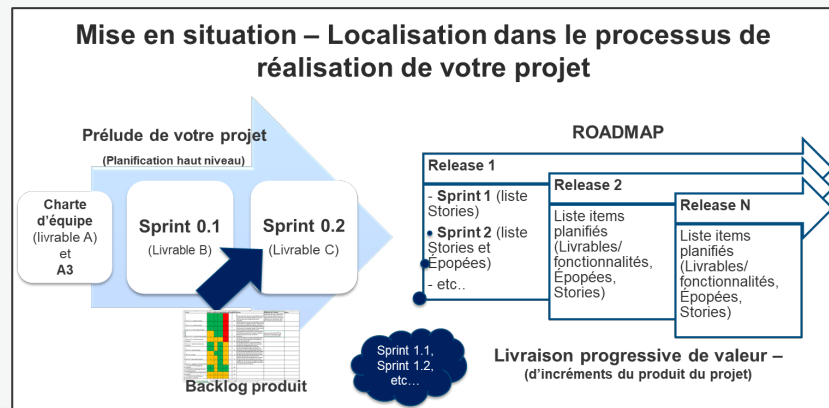 Mise en situation – Localisation dans le processus de
réalisation de votre projet
Prélude de votre projet
(Planification haut niveau)
Charte
d'équipe
(livrable A)
et
A3
Sprint 0.1
(Livrable B)
Sprint 0.2
(Livrable C)
Backlog produit
ROADMAP
Release 1
- Sprint 1 (liste
Stories)
- Sprint 2 (liste
Stories et
Épopées)
- etc..
Release 2
Liste items
planifiés
(Livrables/
fonctionnalités,
Épopées,
Stories)
Release N
Liste items
planifiés
(Livrables/
fonctionnalités,
Épopées,
Stories)
Sprint 1.1,
Sprint 1.2,
etc…
Livraison progressive de valeur –
(d'incréments du produit du projet)